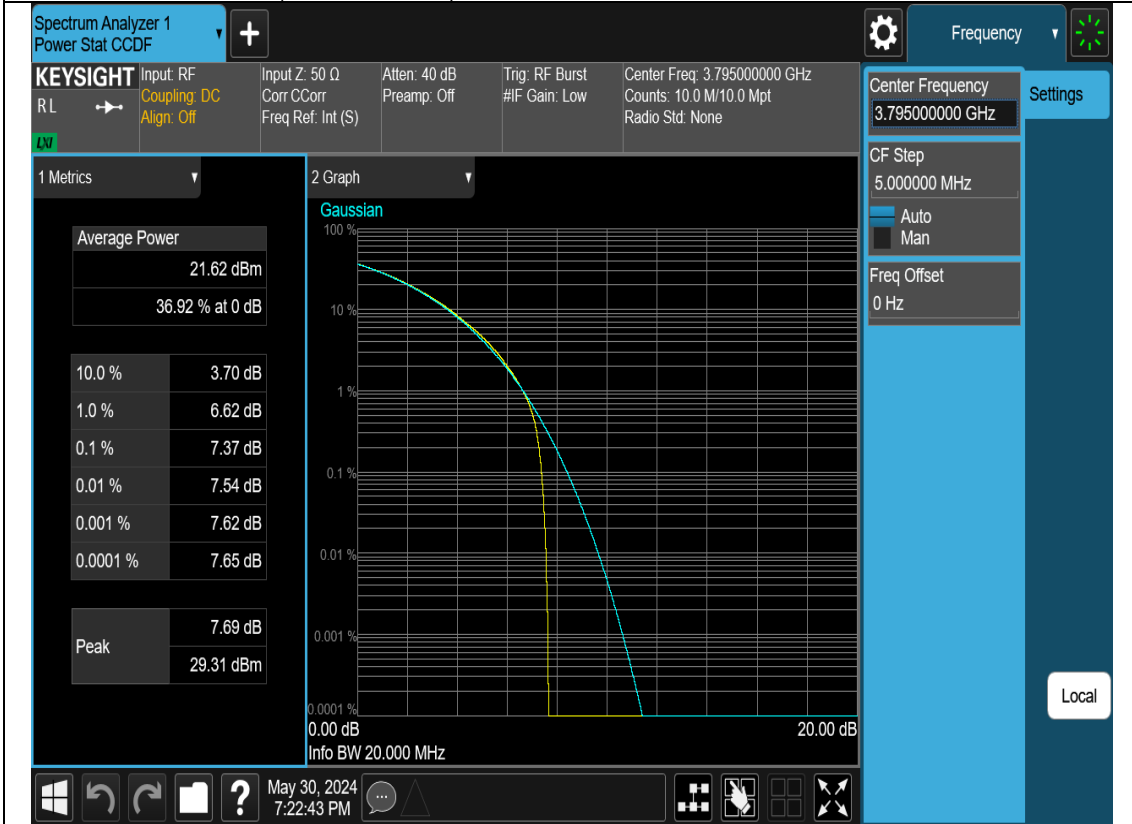 Spectrum Analyzer 1
Power Stat CCDF
+
Frequency
KEYSIGHT
RL
LXI
Input: RF
Coupling: DC
Align: Off
Input Z: 50 Ω
Corr CCorr
Freq Ref: Int (S)
Atten: 40 dB
Preamp: Off
Trig: RF Burst
#IF Gain: Low
Center Freq: 3.795000000 GHz
Counts: 10.0 M/10.0 Mpt
Radio Std: None
Center Frequency
3.795000000 GHz
Settings
CF Step
5.000000 MHz
Auto
Man
Freq Offset
0 Hz
Local
1 Metrics
Average Power
21.62 dBm
36.92 % at 0 dB
10.0 % 3.70 dB
1.0 % 6.62 dB
0.1 % 7.37 dB
0.01 % 7.54 dB
0.001 % 7.62 dB
0.0001 % 7.65 dB
Peak
7.69 dB
29.31 dBm
2 Graph
Gaussian
100 %
10 %
1 %
0.1 %
0.01 %
0.001 %
0.0001 %
0.00 dB 20.00 dB
Info BW 20.000 MHz
?
May 30, 2024
7:22:43 PM